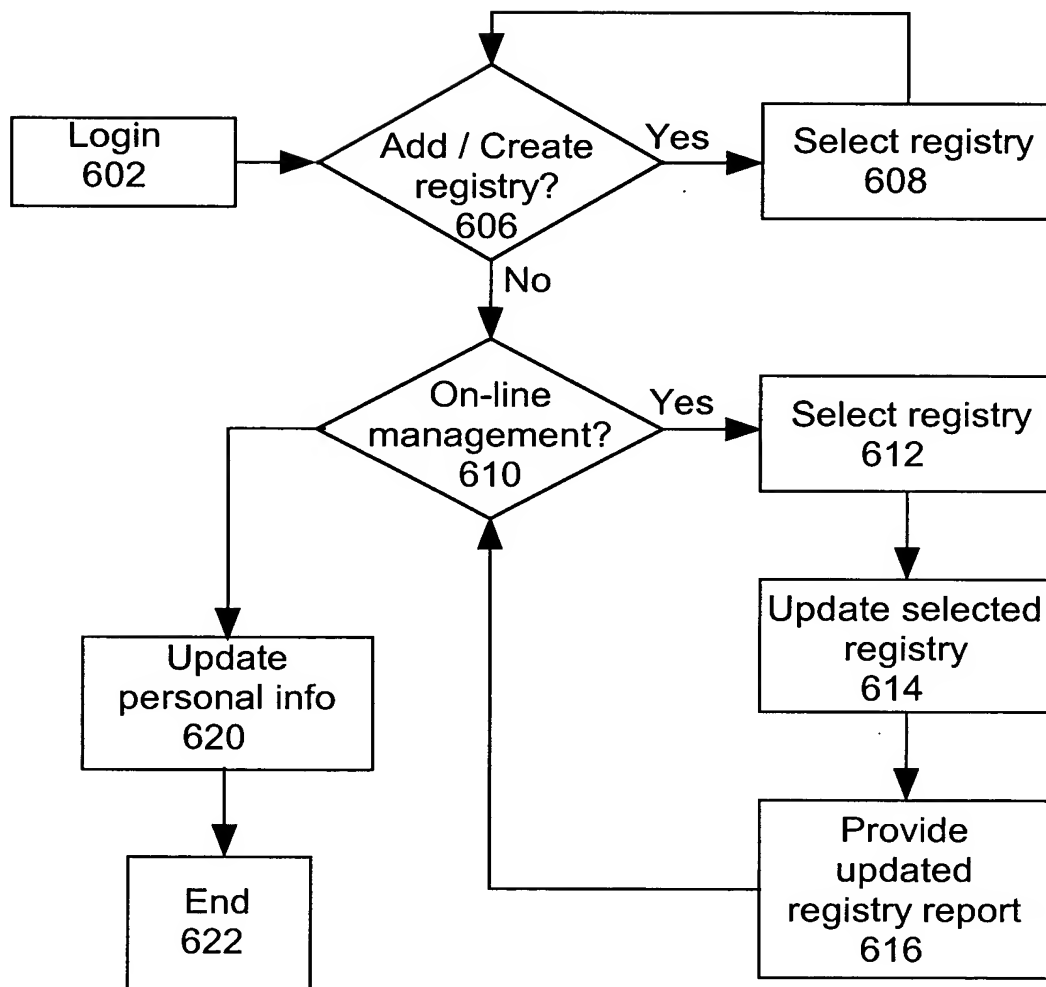 Login
602
Add / Create
registry?
606
Yes
Select registry
608
No
On-line
management?
610
Yes
Select registry
612
Update selected
registry
614
Update
personal info
620
Provide
updated
registry report
616
End
622